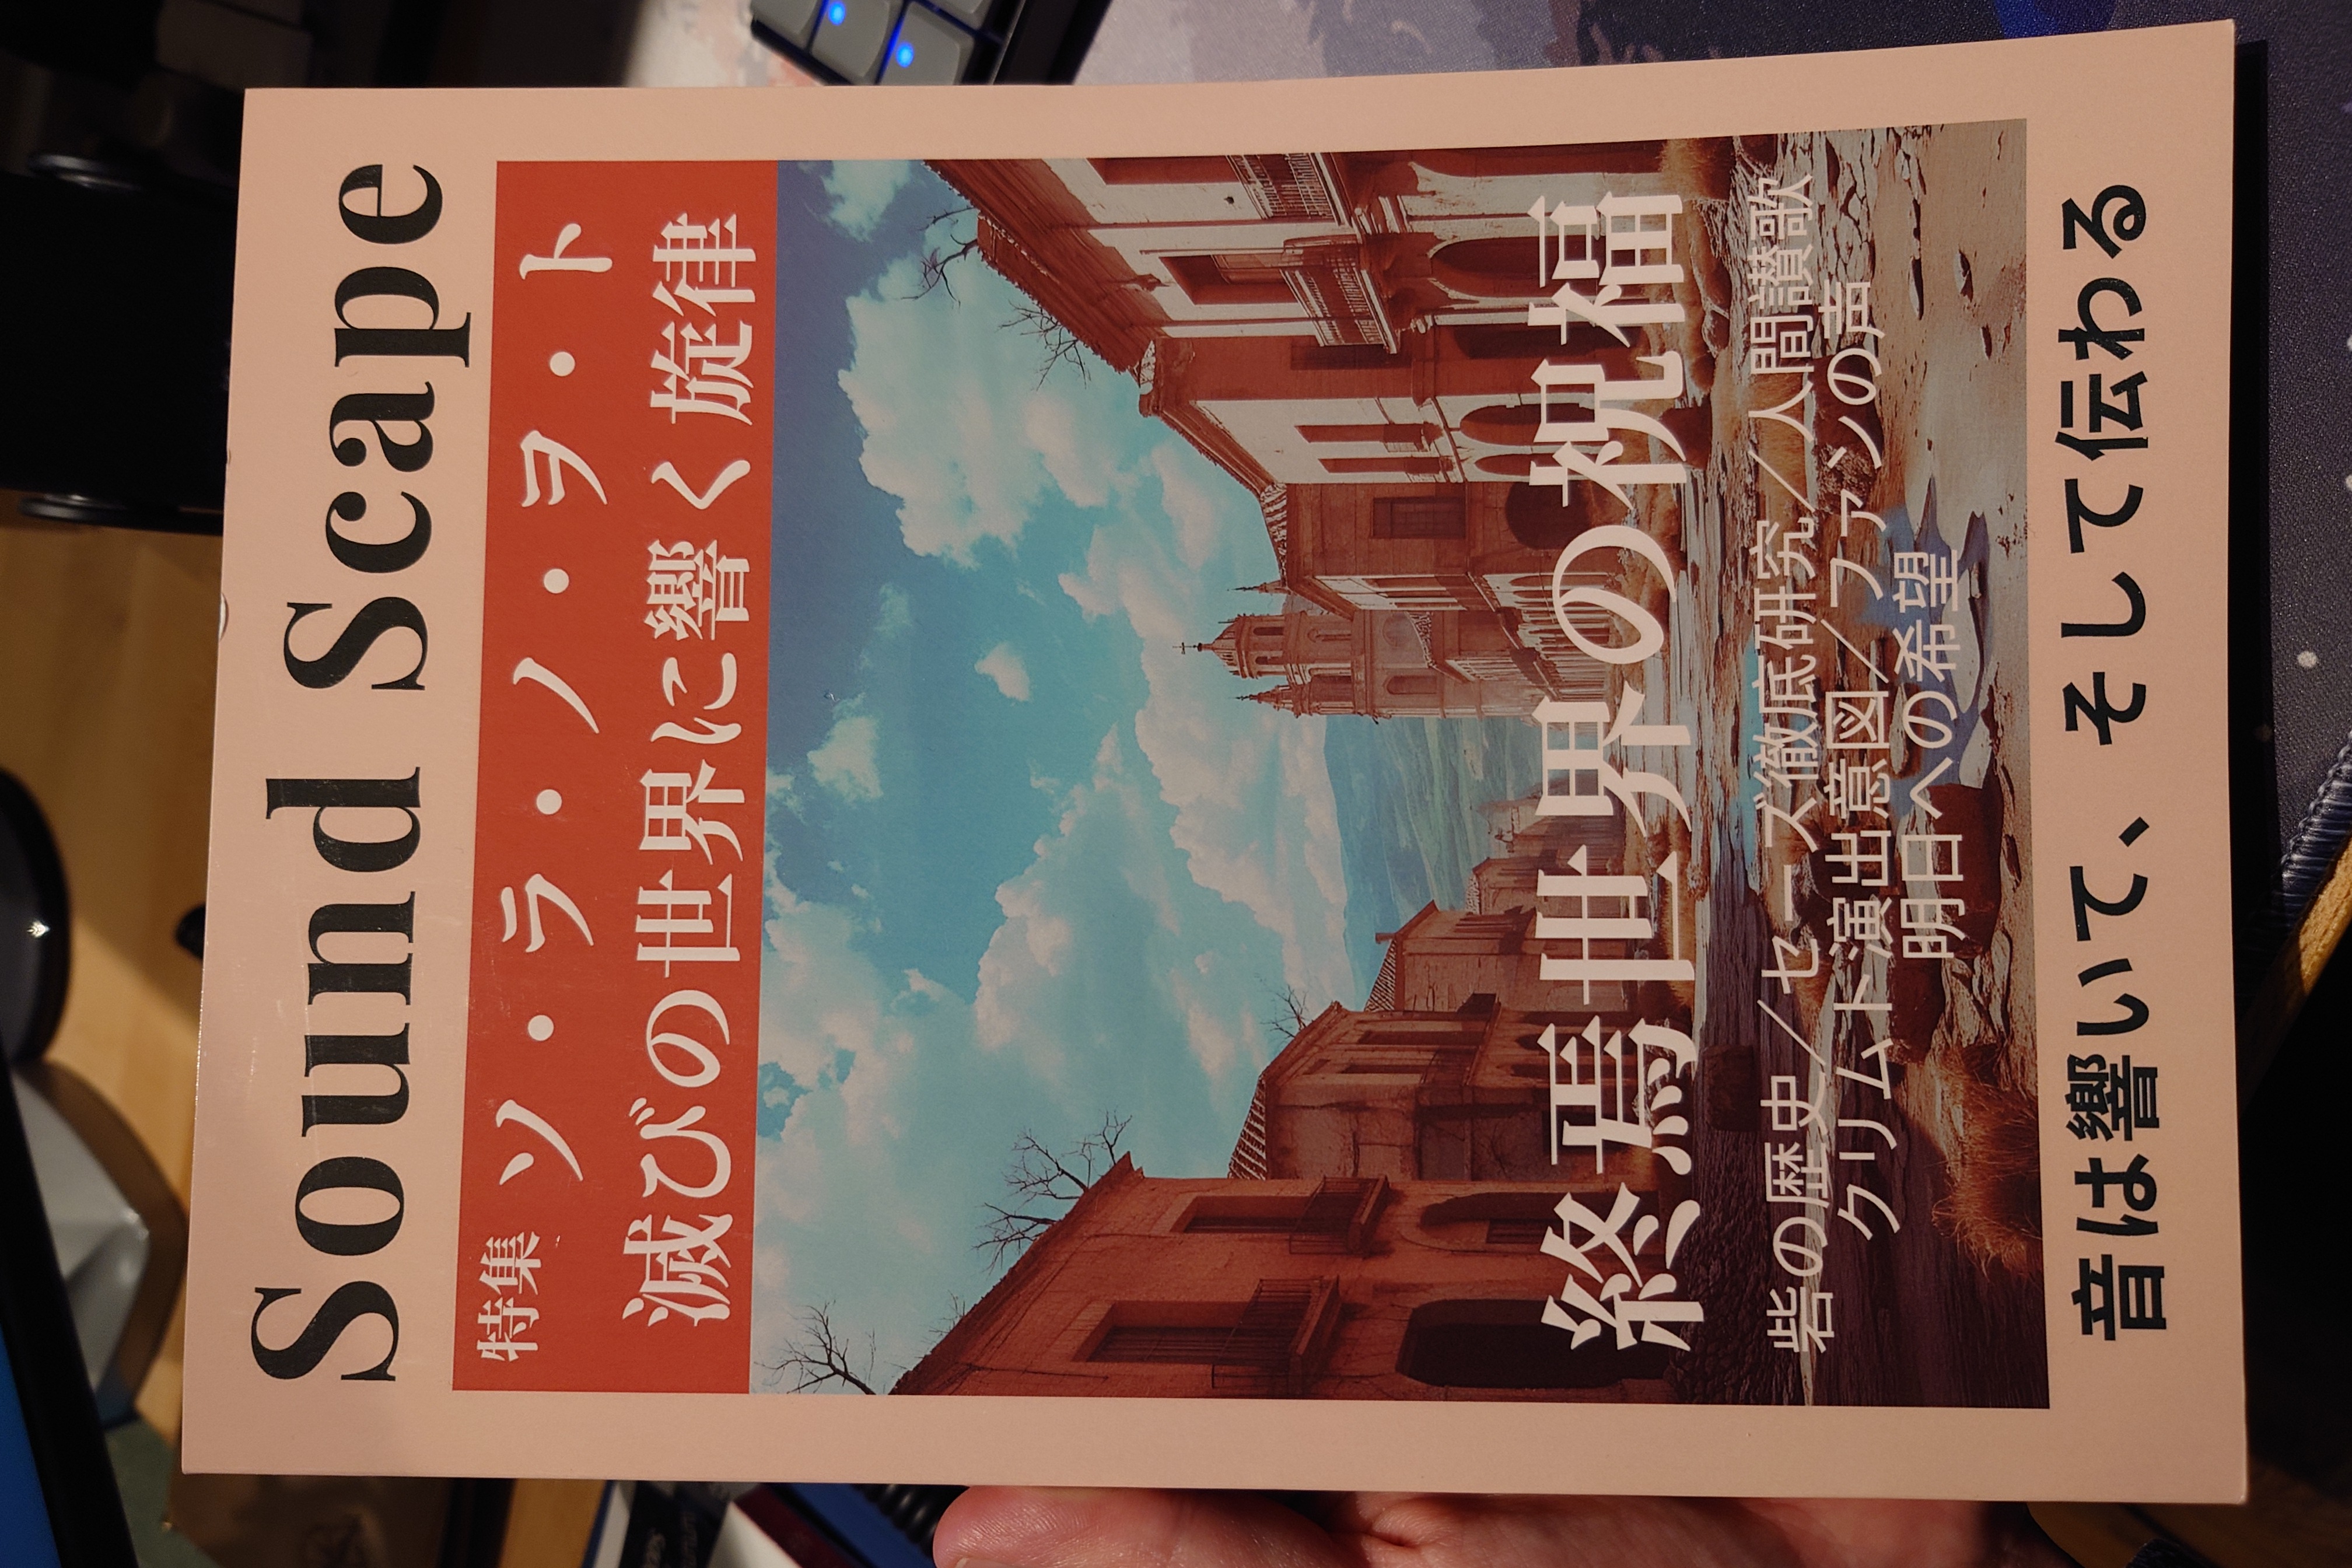 Sound Scape
特集 ソ・ラ・ノ・ヲ・ト
滅びの世界に響く旋律
終焉世界の祝福
砦の歴史／セーズ徹底研究／人間讃歌
クリムト演出意図／ファンの声
明日への希望
音は響いて、そして伝わる